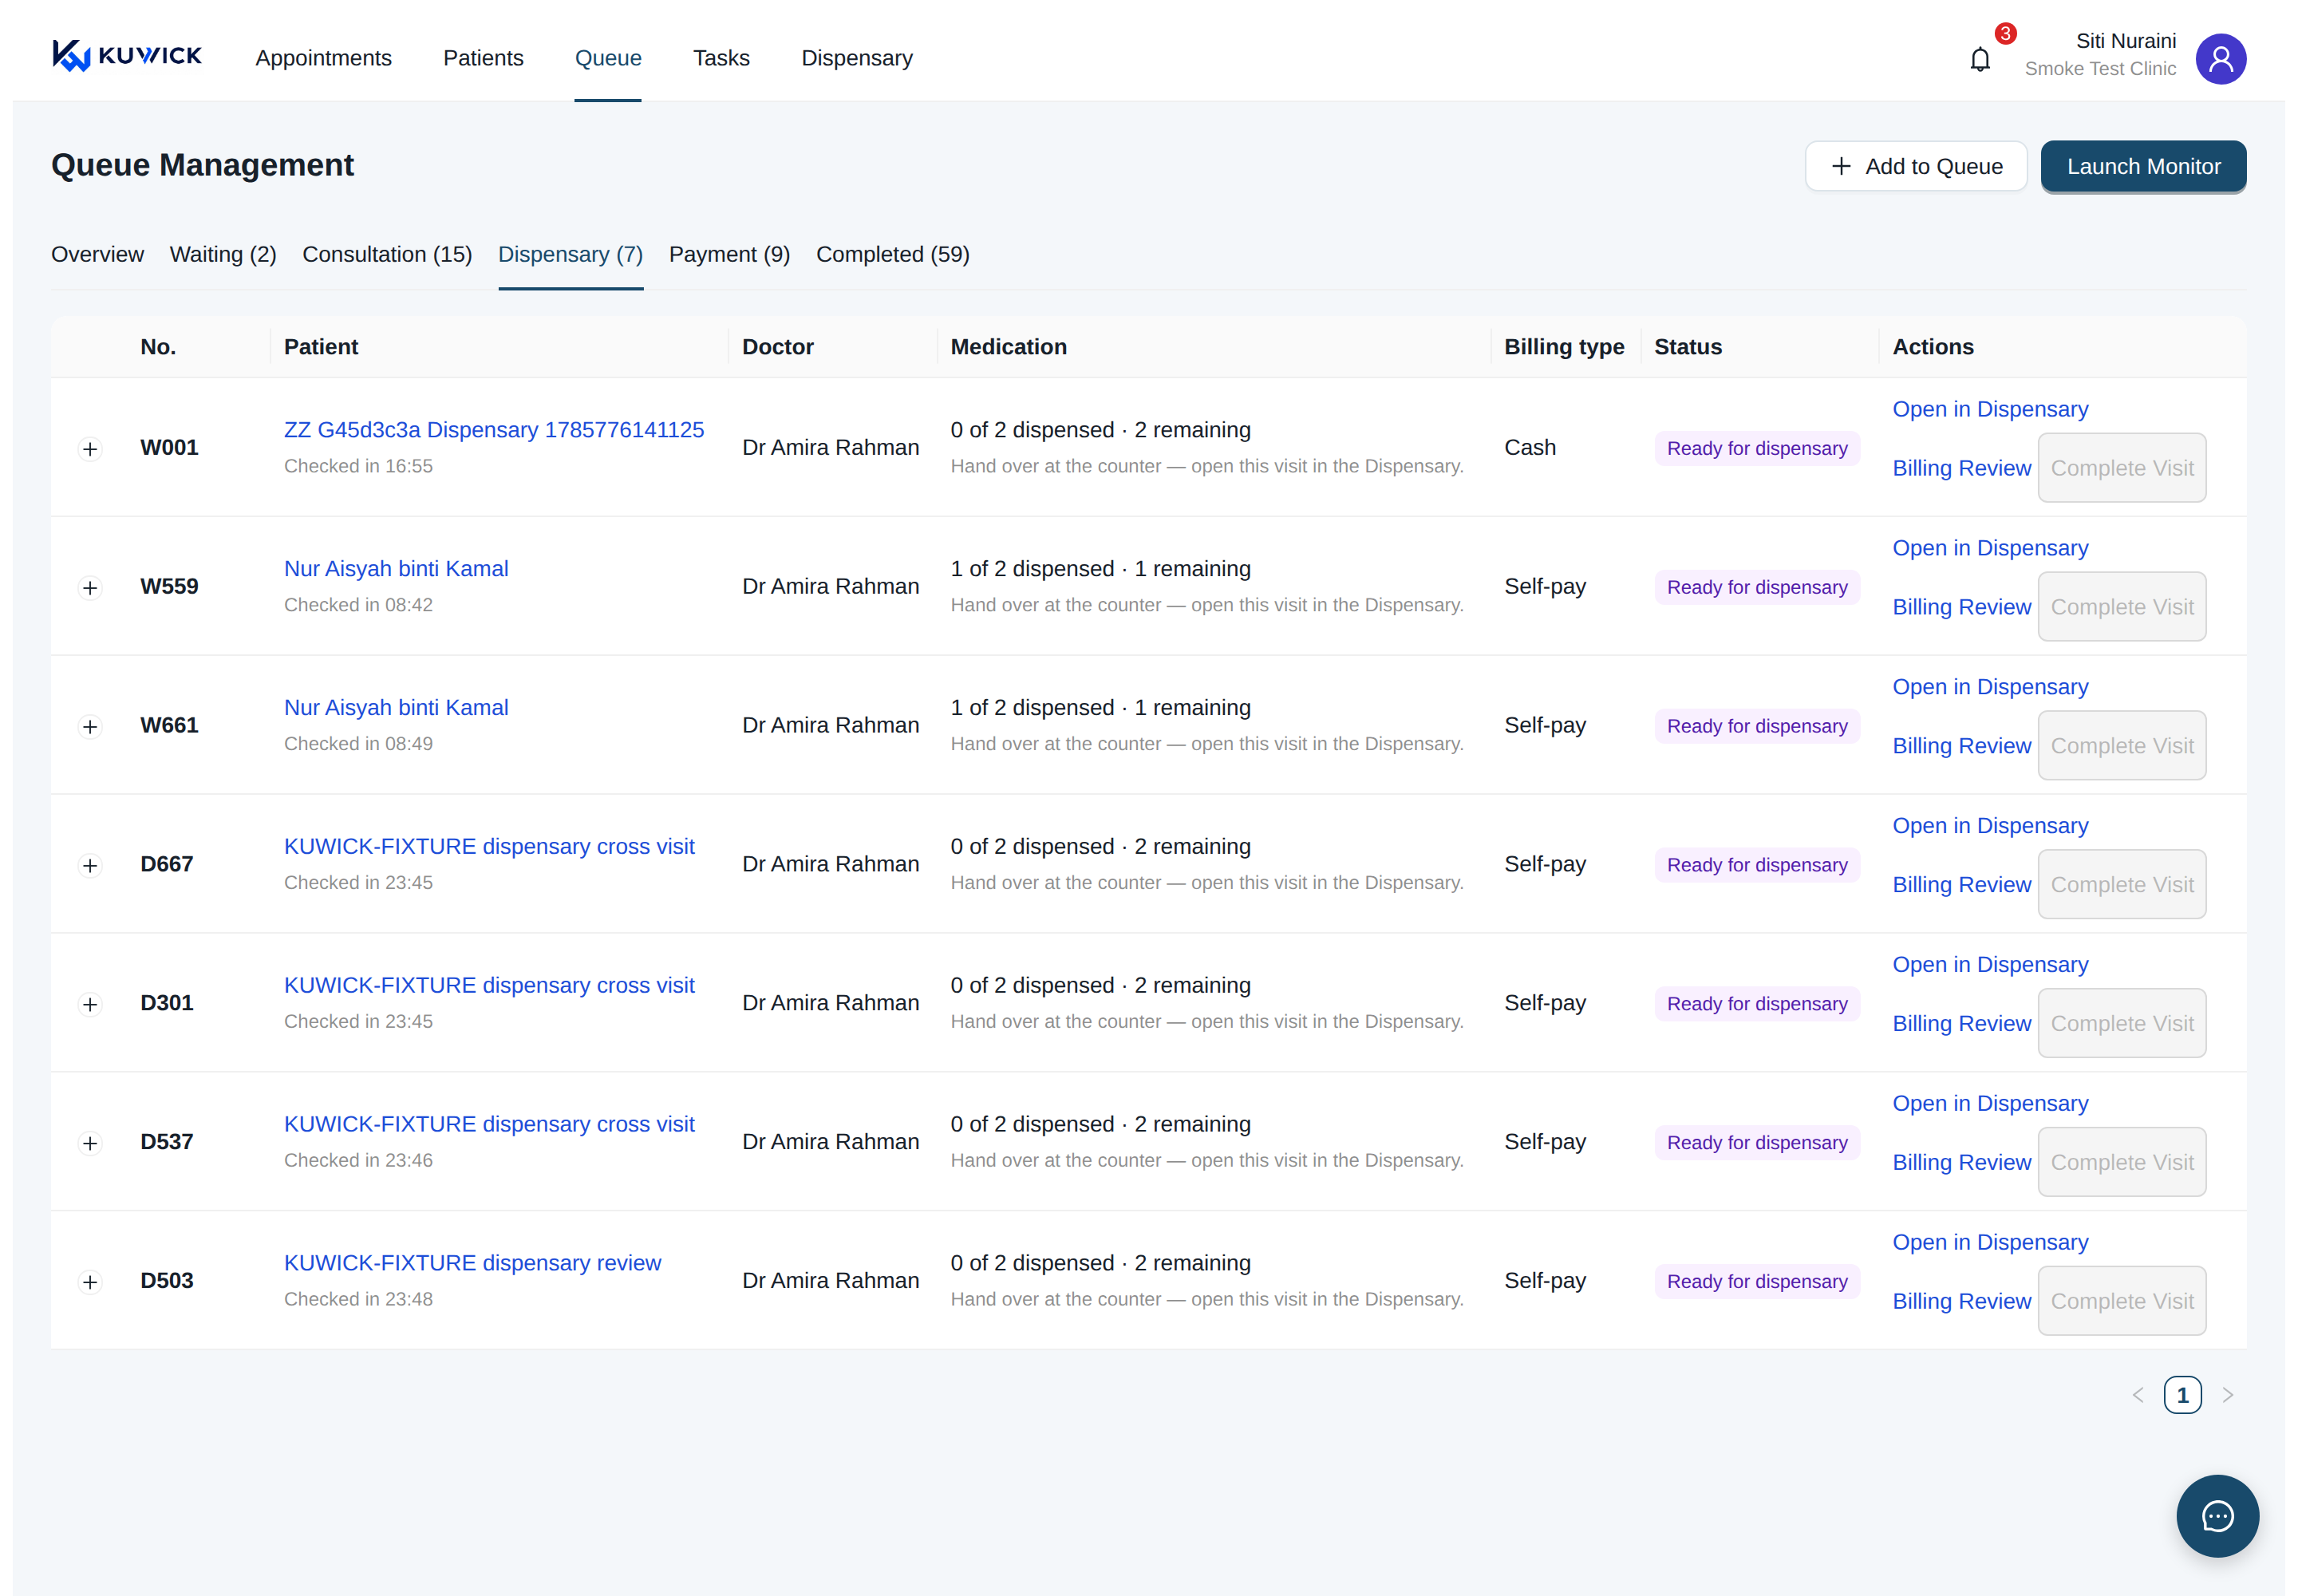 KUWICK
Appointments
Patients
Queue
Tasks
Dispensary
3
Siti Nuraini
Smoke Test Clinic
Queue Management
Add to Queue
Launch Monitor
Overview
Waiting (2)
Consultation (15)
Dispensary (7)
Payment (9)
Completed (59)
No.
Patient
Doctor
Medication
Billing type
Status
Actions
W001
ZZ G45d3c3a Dispensary 1785776141125
Checked in 16:55
Dr Amira Rahman
0 of 2 dispensed · 2 remaining
Hand over at the counter — open this visit in the Dispensary.
Cash
Ready for dispensary
Open in Dispensary
Billing Review
Complete Visit
W559
Nur Aisyah binti Kamal
Checked in 08:42
Dr Amira Rahman
1 of 2 dispensed · 1 remaining
Hand over at the counter — open this visit in the Dispensary.
Self-pay
Ready for dispensary
Open in Dispensary
Billing Review
Complete Visit
W661
Nur Aisyah binti Kamal
Checked in 08:49
Dr Amira Rahman
1 of 2 dispensed · 1 remaining
Hand over at the counter — open this visit in the Dispensary.
Self-pay
Ready for dispensary
Open in Dispensary
Billing Review
Complete Visit
D667
KUWICK-FIXTURE dispensary cross visit
Checked in 23:45
Dr Amira Rahman
0 of 2 dispensed · 2 remaining
Hand over at the counter — open this visit in the Dispensary.
Self-pay
Ready for dispensary
Open in Dispensary
Billing Review
Complete Visit
D301
KUWICK-FIXTURE dispensary cross visit
Checked in 23:45
Dr Amira Rahman
0 of 2 dispensed · 2 remaining
Hand over at the counter — open this visit in the Dispensary.
Self-pay
Ready for dispensary
Open in Dispensary
Billing Review
Complete Visit
D537
KUWICK-FIXTURE dispensary cross visit
Checked in 23:46
Dr Amira Rahman
0 of 2 dispensed · 2 remaining
Hand over at the counter — open this visit in the Dispensary.
Self-pay
Ready for dispensary
Open in Dispensary
Billing Review
Complete Visit
D503
KUWICK-FIXTURE dispensary review
Checked in 23:48
Dr Amira Rahman
0 of 2 dispensed · 2 remaining
Hand over at the counter — open this visit in the Dispensary.
Self-pay
Ready for dispensary
Open in Dispensary
Billing Review
Complete Visit
1